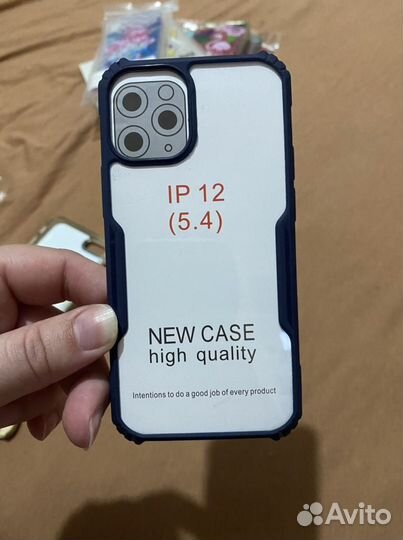 IP 12
(5.4)
NEW CASE
high quality
Intentions to do a good job of every product
Avito